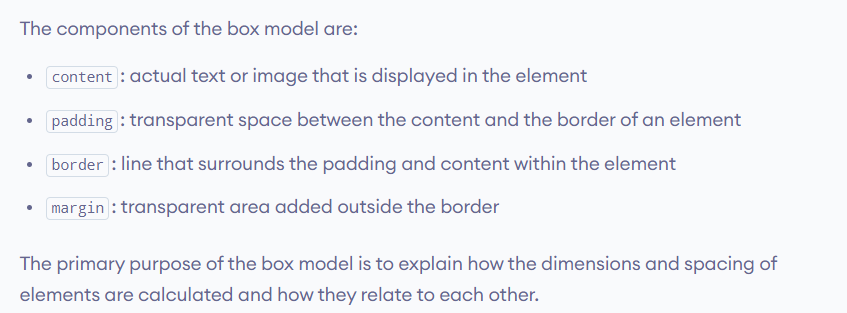 The components of the box model are:
• content : actual text or image that is displayed in the element
• padding : transparent space between the content and the border of an element
• border : line that surrounds the padding and content within the element
• margin : transparent area added outside the border
The primary purpose of the box model is to explain how the dimensions and spacing of
elements are calculated and how they relate to each other.